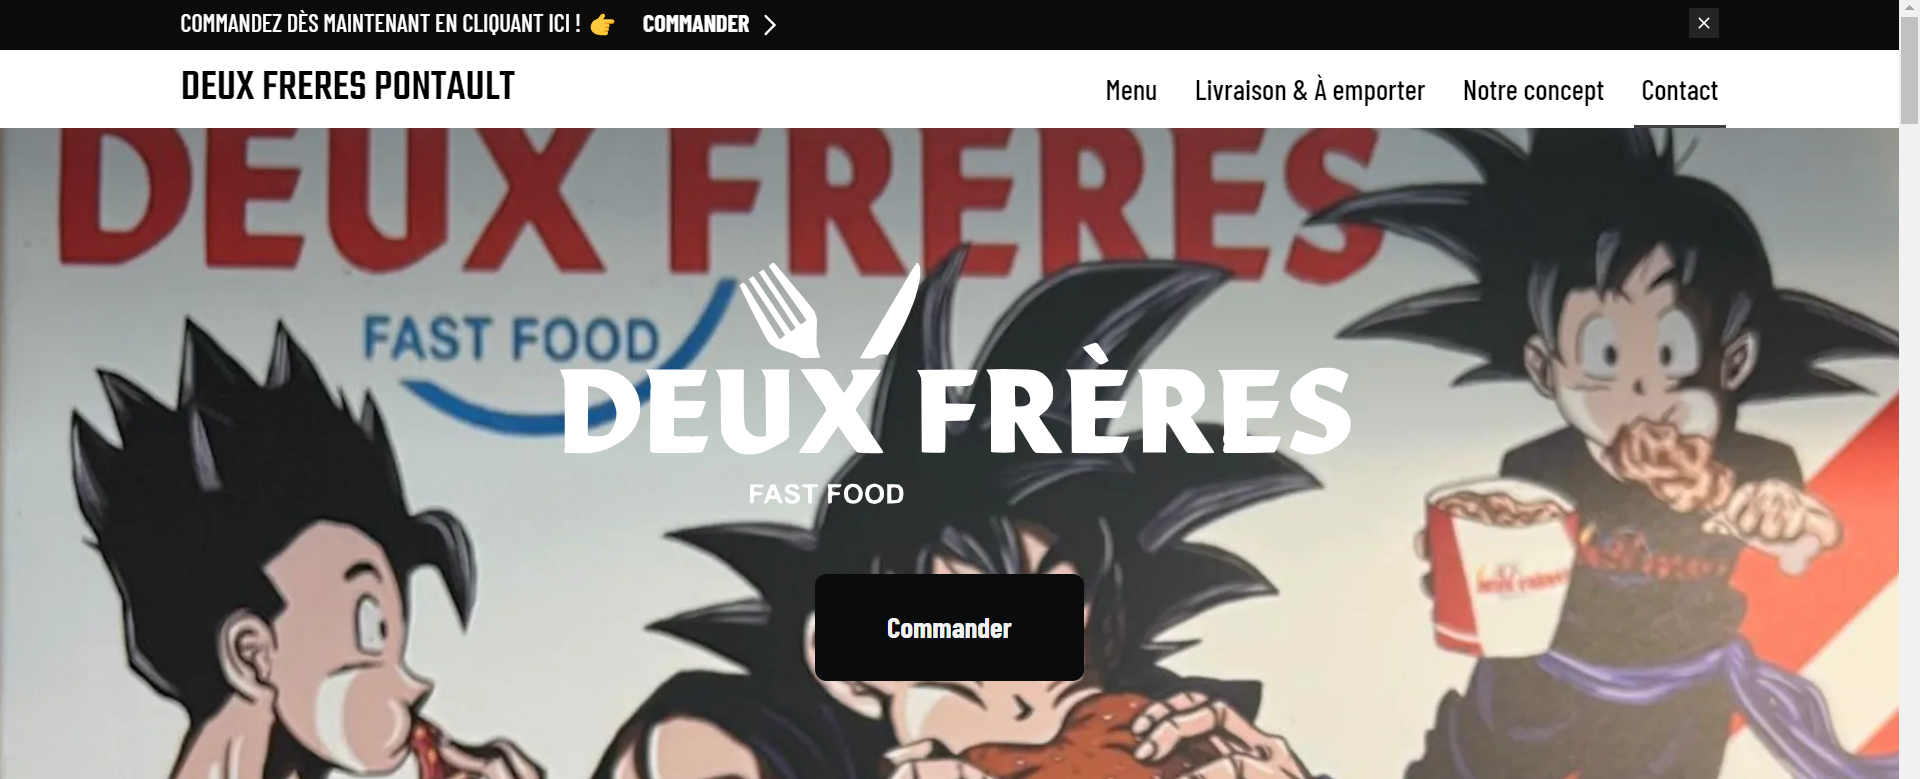 COMMANDEZ DÈS MAINTENANT EN CLIQUANT ICI ! 👉 COMMANDER
DEUX FRERES PONTAULT
Menu Livraison & À emporter Notre concept Contact
DEUX FRERES
FAST FOOD
DEUX FRÈRES
FAST FOOD
Commander